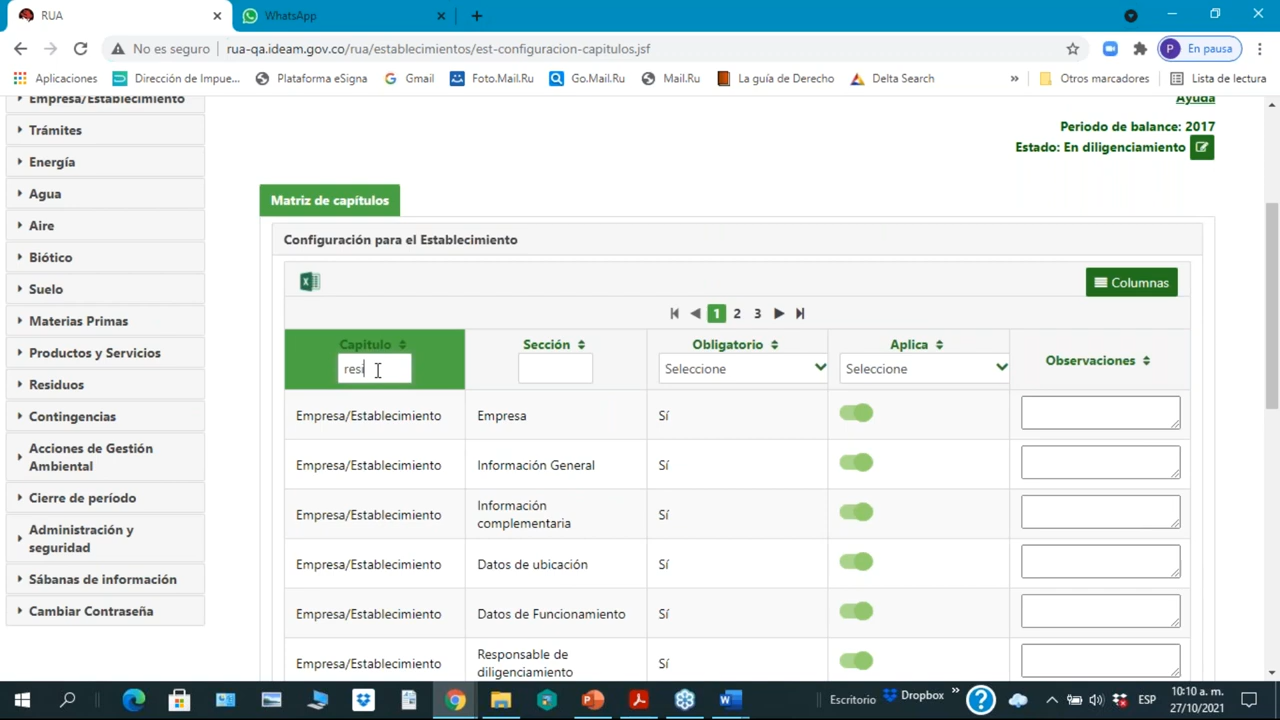 RUA
WhatsApp
No es seguro
rua-qa.ideam.gov.co/rua/establecimientos/est-configuracion-capitulos.jsf
P En pausa
Aplicaciones
Dirección de Impue...
Plataforma eSigna
Gmail
Foto.Mail.Ru
Go.Mail.Ru
Mail.Ru
La guía de Derecho
Delta Search
»
Otros marcadores
Lista de lectura
Empresa/Establecimiento
Trámites
Energía
Agua
Aire
Biótico
Suelo
Materias Primas
Productos y Servicios
Residuos
Contingencias
Acciones de Gestión
Ambiental
Cierre de período
Administración y
seguridad
Sábanas de información
Cambiar Contraseña
Ayuda
Periodo de balance: 2017
Estado: En diligenciamiento
Matriz de capítulos
Configuración para el Establecimiento
Columnas
1 2 3
Capítulo Sección Obligatorio Aplica Observaciones
resi Seleccione Seleccione
Empresa/Establecimiento Empresa Sí
Empresa/Establecimiento Información General Sí
Empresa/Establecimiento Información complementaria Sí
Empresa/Establecimiento Datos de ubicación Sí
Empresa/Establecimiento Datos de Funcionamiento Sí
Empresa/Establecimiento Responsable de diligenciamiento Sí
Escritorio
Dropbox
»
ESP
10:10 a. m.
27/10/2021